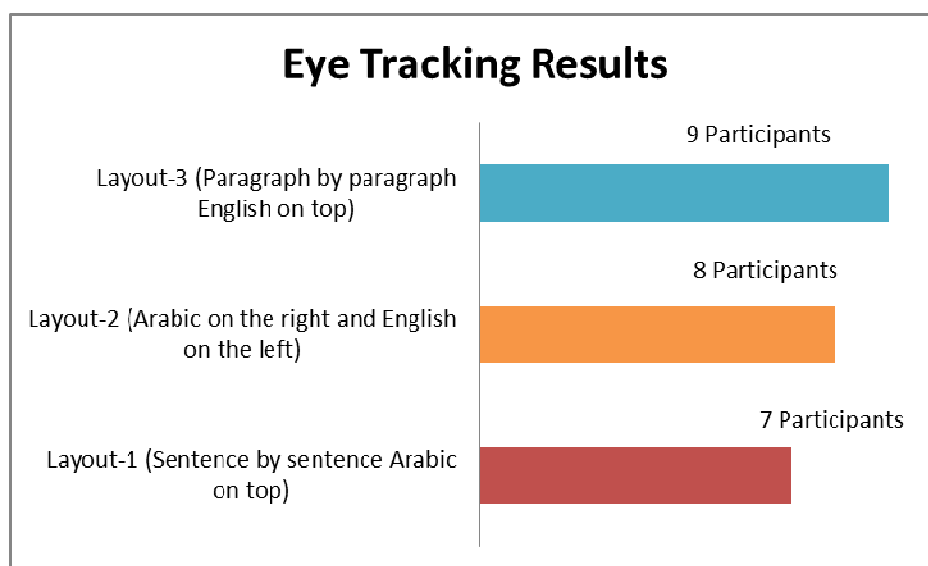 Eye Tracking Results
9 Participants
Layout-3 (Paragraph by paragraph
English on top)
8 Participants
Layout-2 (Arabic on the right and English
on the left)
7 Participants
Layout-1 (Sentence by sentence Arabic
on top)